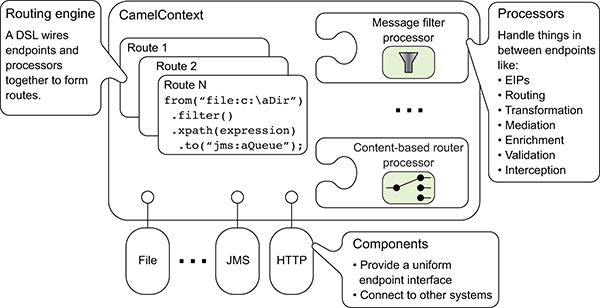 Routing engine
A DSL wires
endpoints and
processors
together to form
routes.
CamelContext
Route 1
Route 2
Route N
from(“file:c:\aDir”)
.filter()
.xpath(expression)
.to(“jms:aQueue”);
Message filter
processor
Content-based router
processor
Processors
Handle things in
between endpoints
like:
• EIPs
• Routing
• Transformation
• Mediation
• Enrichment
• Validation
• Interception
File
JMS
HTTP
Components
• Provide a uniform
endpoint interface
• Connect to other systems